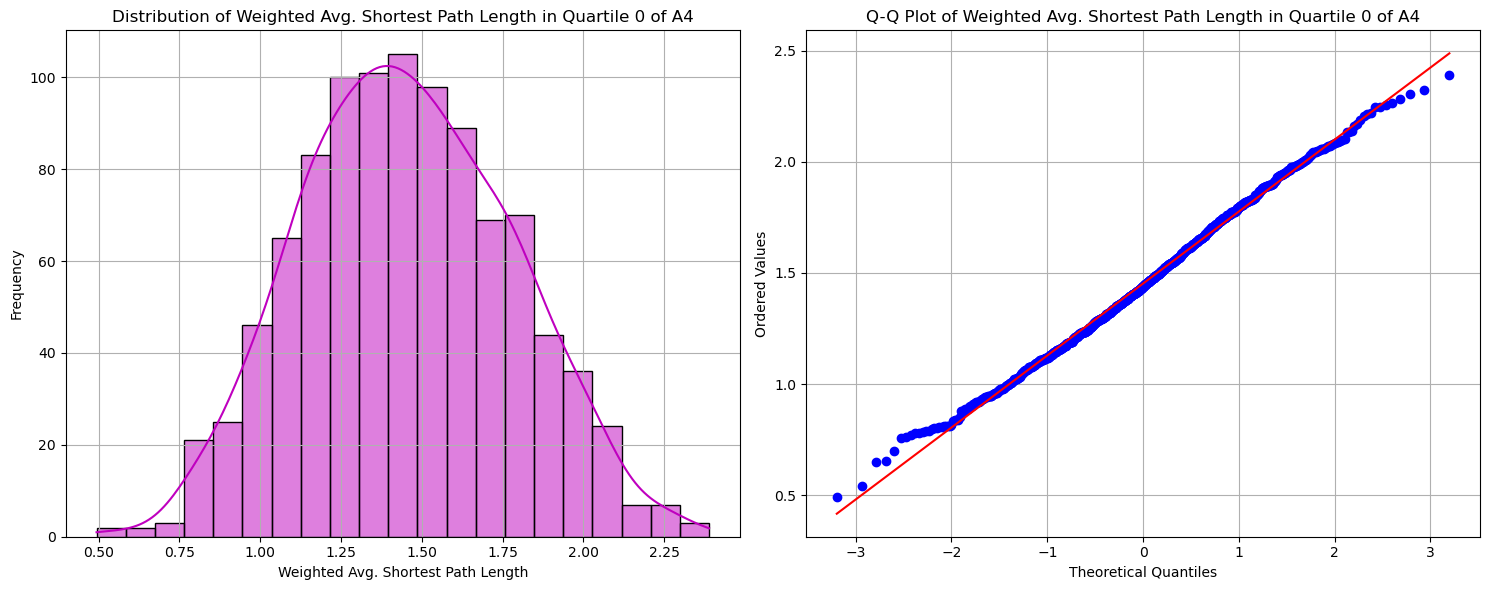 Distribution of Weighted Avg. Shortest Path Length in Quartile 0 of A4
Frequency
100
80
60
40
20
0
0.50 0.75 1.00 1.25 1.50 1.75 2.00 2.25
Weighted Avg. Shortest Path Length
Q-Q Plot of Weighted Avg. Shortest Path Length in Quartile 0 of A4
Ordered Values
2.5
2.0
1.5
1.0
0.5
−3 −2 −1 0 1 2 3
Theoretical Quantiles